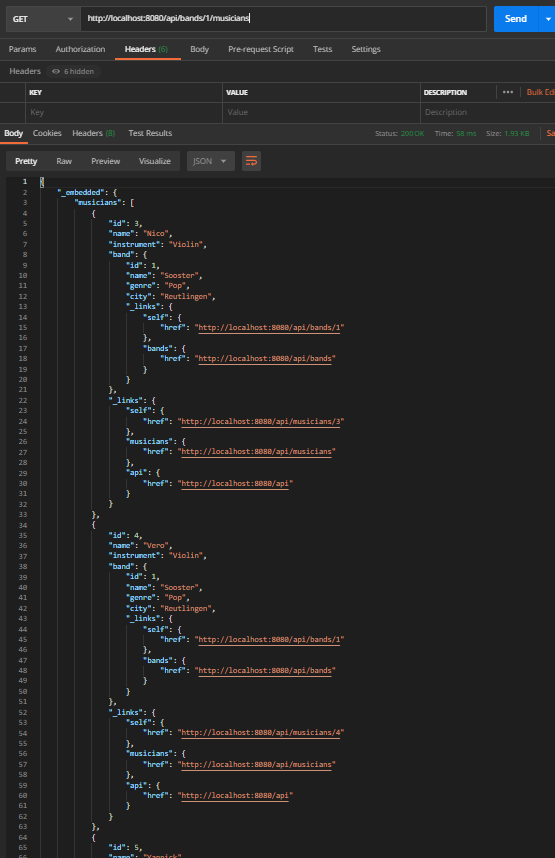 GET http://localhost:8080/api/bands/1/musicians Send
Params Authorization Headers (6) Body Pre-request Script Tests Settings
Headers 6 hidden
KEY VALUE DESCRIPTION ••• Bulk Ed
Key Value Description
Body Cookies Headers (8) Test Results Status: 200 OK Time: 58 ms Size: 1.93 KB Sa
Pretty Raw Preview Visualize JSON
1 {
2 "_embedded": {
3 "musicians": [
4 {
5 "id": 3,
6 "name": "Nico",
7 "instrument": "Violin",
8 "band": {
9 "id": 1,
10 "name": "Sooster",
11 "genre": "Pop",
12 "city": "Reutlingen",
13 "_links": {
14 "self": {
15 "href": "http://localhost:8080/api/bands/1"
16 },
17 "bands": {
18 "href": "http://localhost:8080/api/bands"
19 }
20 }
21 },
22 "_links": {
23 "self": {
24 "href": "http://localhost:8080/api/musicians/3"
25 },
26 "musicians": {
27 "href": "http://localhost:8080/api/musicians"
28 },
29 "api": {
30 "href": "http://localhost:8080/api"
31 }
32 }
33 },
34 {
35 "id": 4,
36 "name": "Vero",
37 "instrument": "Violin",
38 "band": {
39 "id": 1,
40 "name": "Sooster",
41 "genre": "Pop",
42 "city": "Reutlingen",
43 "_links": {
44 "self": {
45 "href": "http://localhost:8080/api/bands/1"
46 },
47 "bands": {
48 "href": "http://localhost:8080/api/bands"
49 }
50 }
51 },
52 "_links": {
53 "self": {
54 "href": "http://localhost:8080/api/musicians/4"
55 },
56 "musicians": {
57 "href": "http://localhost:8080/api/musicians"
58 },
59 "api": {
60 "href": "http://localhost:8080/api"
61 }
62 }
63 },
64 {
65 "id": 5,
66 "name": "Yannick",